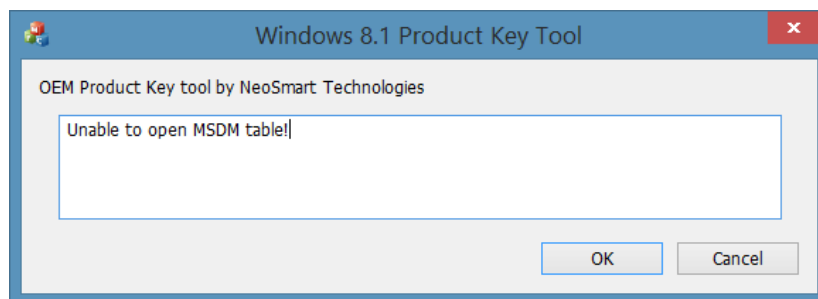 Windows 8.1 Product Key Tool
OEM Product Key tool by NeoSmart Technologies
Unable to open MSDM table!
OK
Cancel